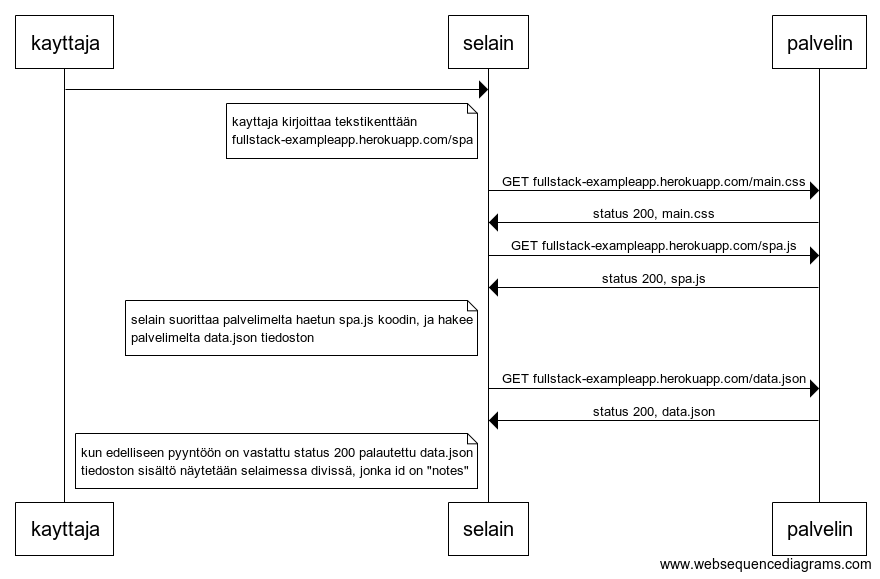 kayttaja
selain
palvelin
kayttaja kirjoittaa tekstikenttään
fullstack-exampleapp.herokuapp.com/spa
GET fullstack-exampleapp.herokuapp.com/main.css
status 200, main.css
GET fullstack-exampleapp.herokuapp.com/spa.js
status 200, spa.js
selain suorittaa palvelimelta haetun spa.js koodin, ja hakee
palvelimelta data.json tiedoston
GET fullstack-exampleapp.herokuapp.com/data.json
status 200, data.json
kun edelliseen pyyntöön on vastattu status 200 palautettu data.json
tiedoston sisältö näytetään selaimessa divissä, jonka id on "notes"
kayttaja
selain
palvelin
www.websequencediagrams.com